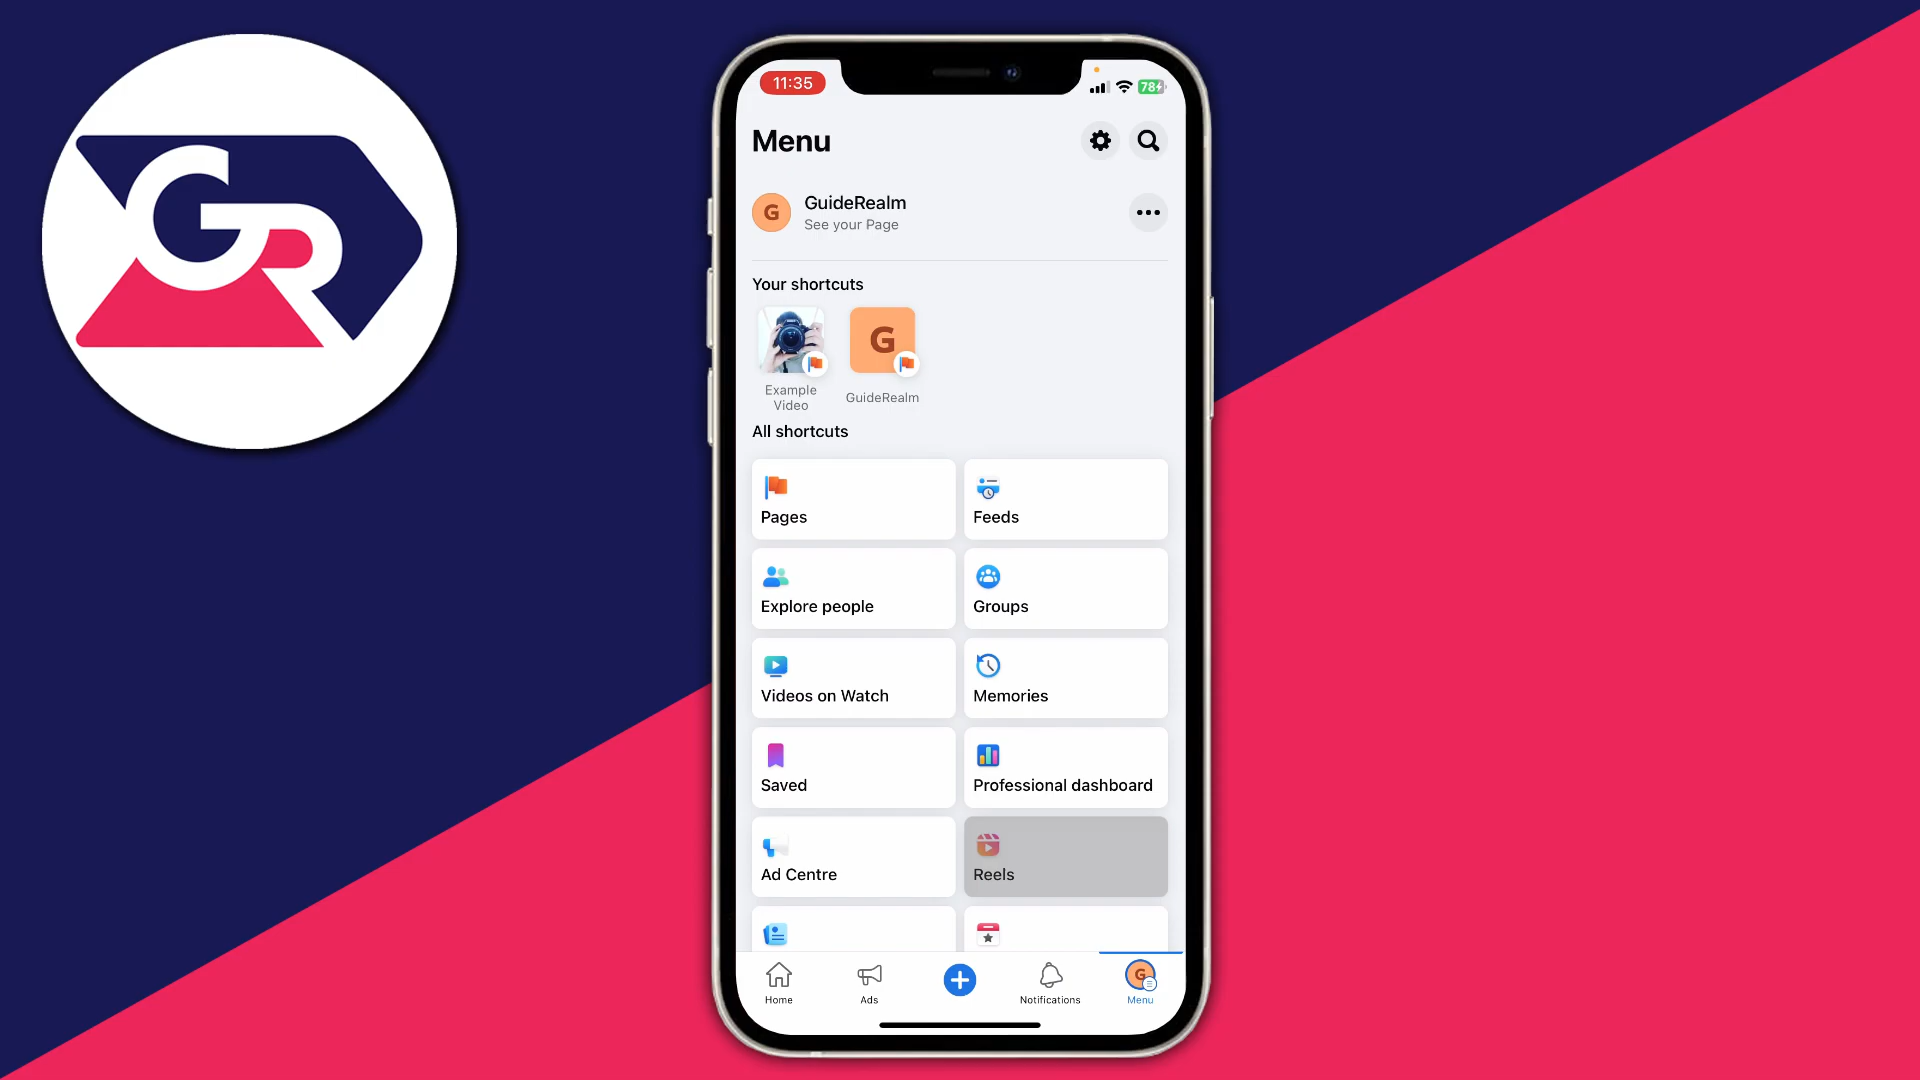 GR
11:35
78
Menu
G
GuideRealm
See your Page
Your shortcuts
G
Example
Video
GuideRealm
All shortcuts
Pages
Feeds
Explore people
Groups
Videos on Watch
Memories
Saved
Professional dashboard
Ad Centre
Reels
Home
Ads
Notifications
G
Menu